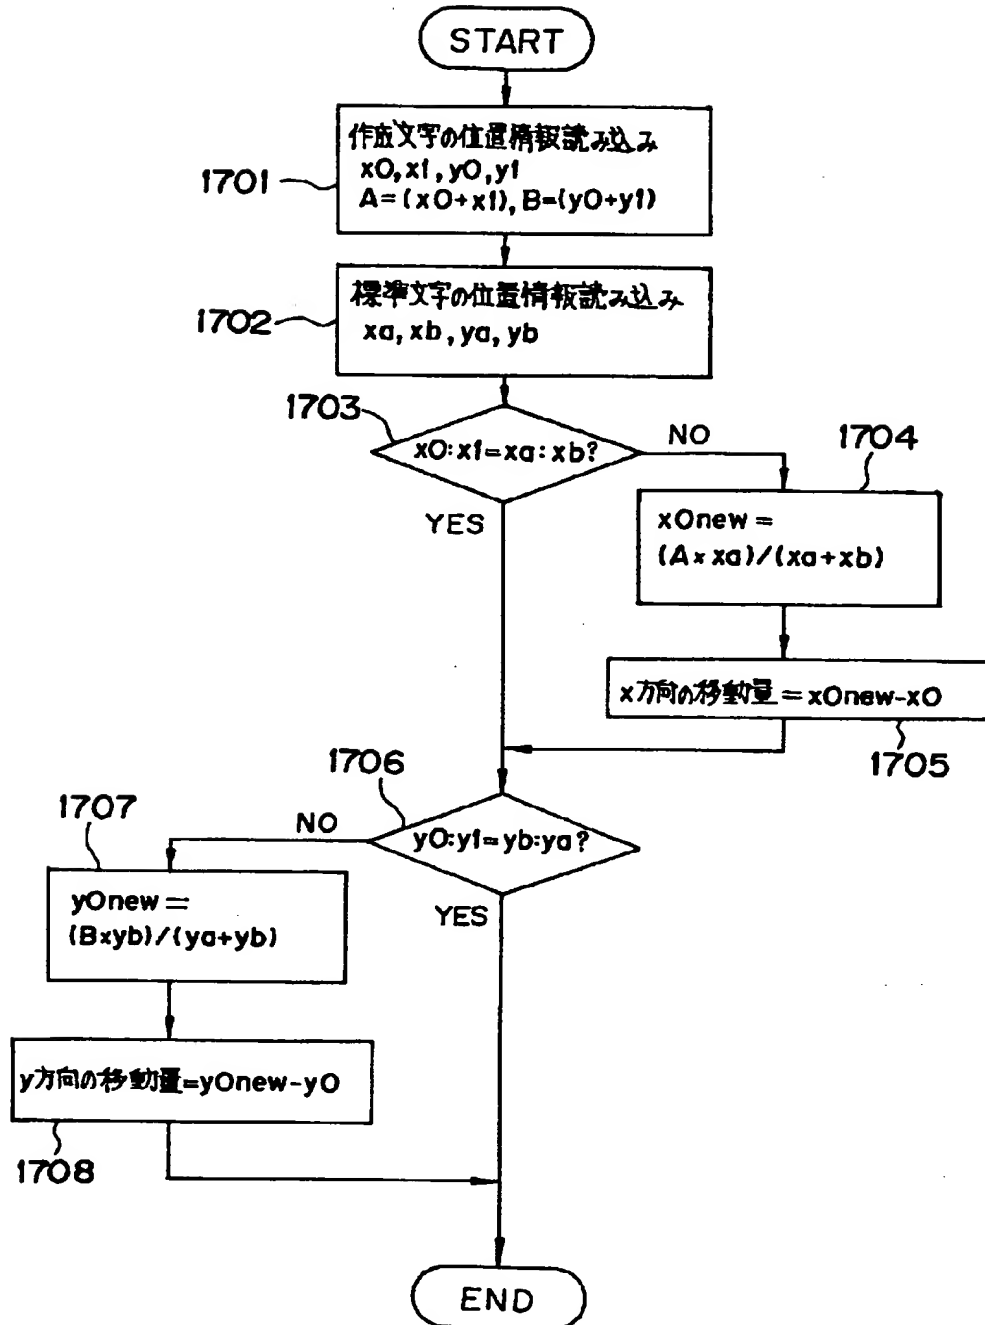 START
1701
作成文字の位置情報読み込み
x0,x1,y0,y1
A=(x0+x1),B=(y0+y1)
1702
標準文字の位置情報読み込み
xa,xb,ya,yb
1703
x0:x1=xa:xb?
NO
YES
1704
x0new=
(A×xa)/(xa+xb)
x方向の移動量=x0new-x0
1705
1706
y0:y1=yb:ya?
NO
YES
1707
y0new=
(B×yb)/(ya+yb)
y方向の移動量=y0new-y0
1708
END